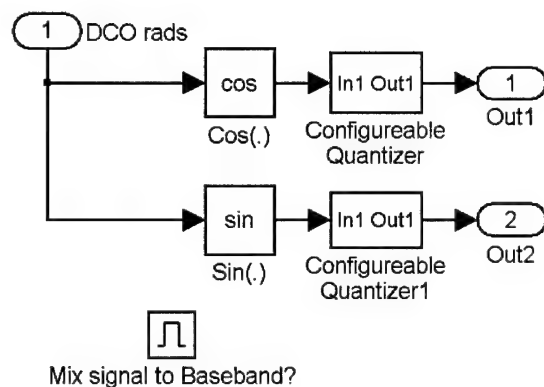 1
DCO rads
cos
Cos(.)
In1 Out1
Configureable
Quantizer
1
Out1
sin
Sin(.)
In1 Out1
Configureable
Quantizer1
2
Out2
Mix signal to Baseband?